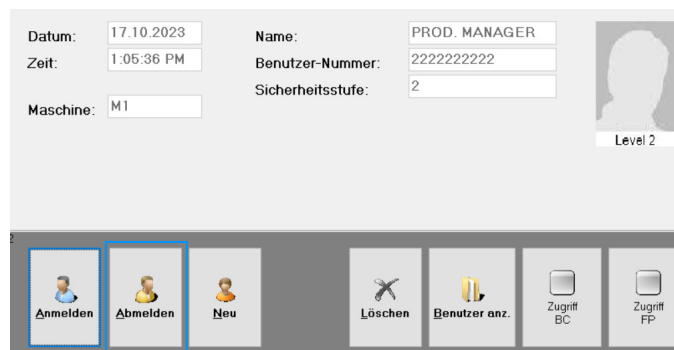 Datum: 17.10.2023 Name: PROD. MANAGER
Zeit: 1:05:36 PM Benutzer-Nummer: 2222222222
Sicherheitsstufe: 2
Maschine: M1
Level 2
2
Anmelden Abmelden Neu Löschen Benutzer anz. Zugriff BC Zugriff FP